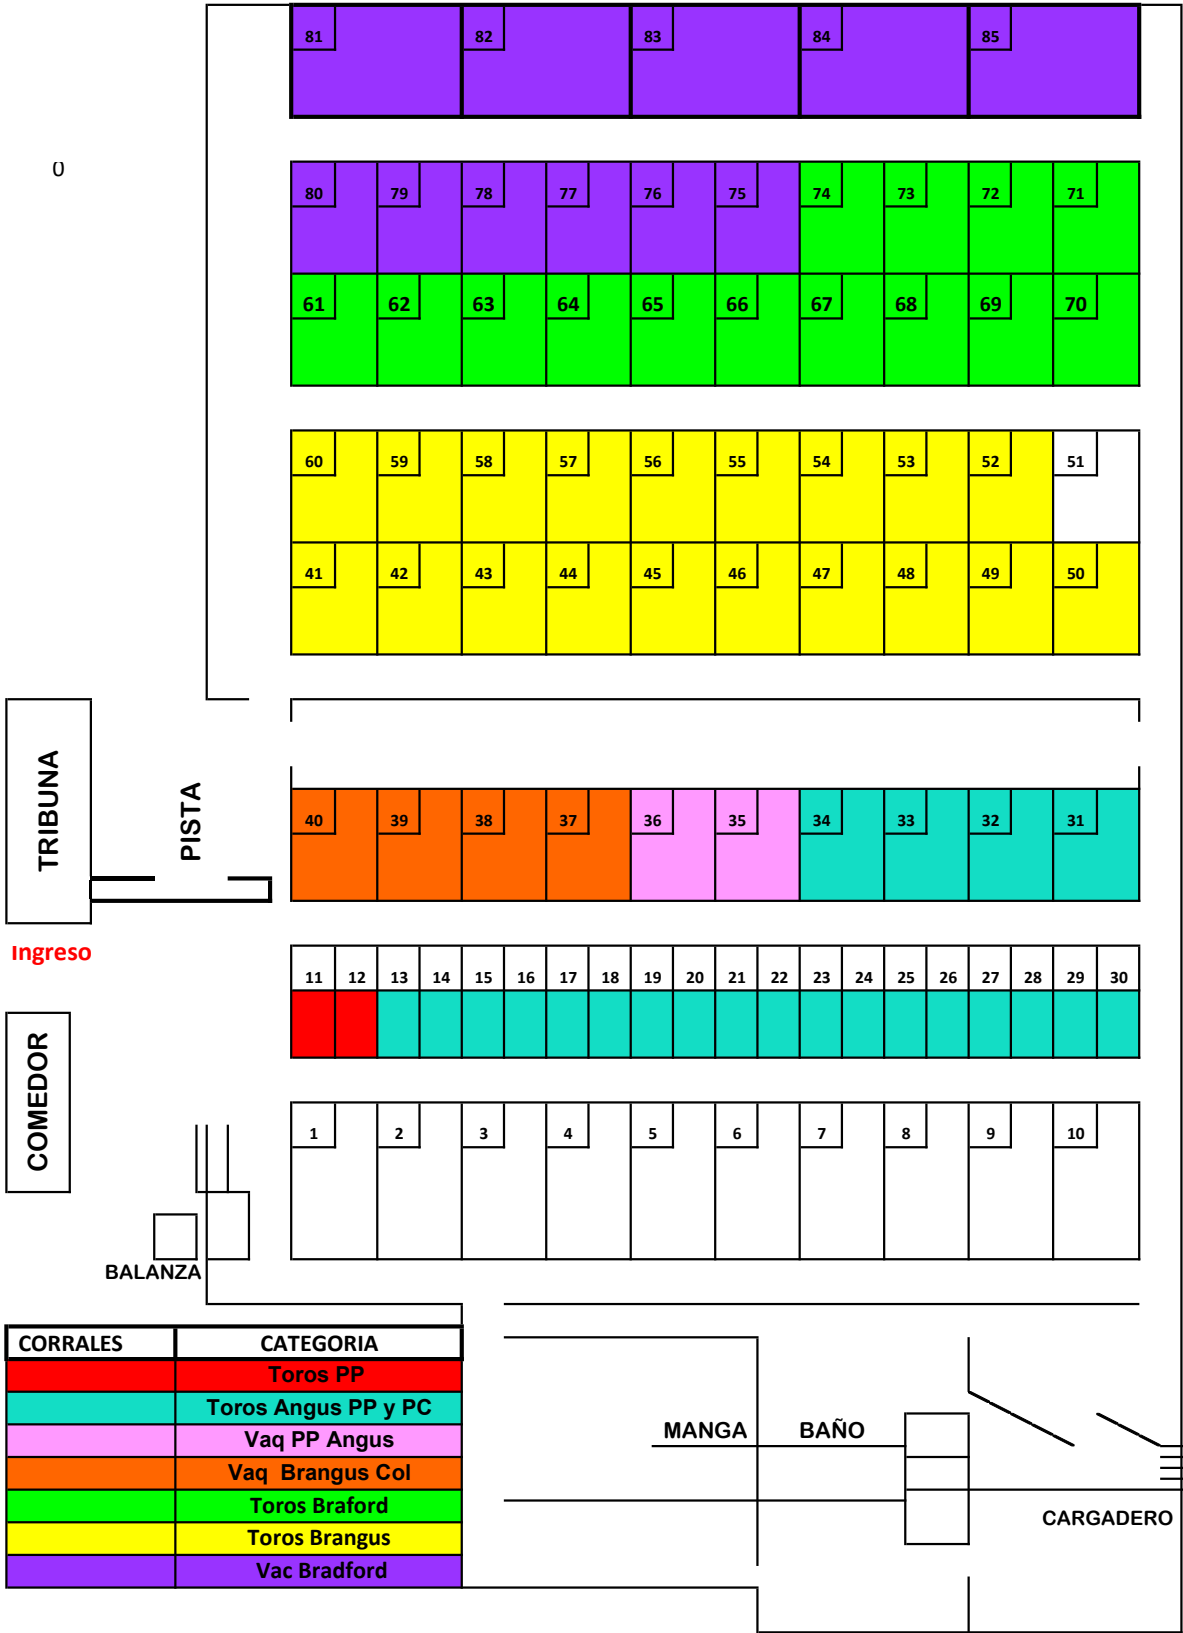 81 82 83 84 85
0
80 79 78 77 76 75 74 73 72 71
61 62 63 64 65 66 67 68 69 70
60 59 58 57 56 55 54 53 52 51
41 42 43 44 45 46 47 48 49 50
TRIBUNA
PISTA
40 39 38 37 36 35 34 33 32 31
Ingreso
11 12 13 14 15 16 17 18 19 20 21 22 23 24 25 26 27 28 29 30
COMEDOR
1 2 3 4 5 6 7 8 9 10
BALANZA
CORRALES CATEGORIA
Toros PP
Toros Angus PP y PC
Vaq PP Angus
Vaq Brangus Col
Toros Braford
Toros Brangus
Vac Bradford
MANGA BAÑO
CARGADERO